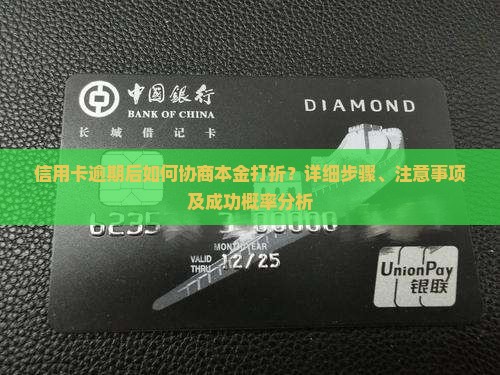 中国銀行
BANK OF CHINA
DIAMOND
长城借记卡
信用卡逾期后如何协商本金打折？详细步骤、注意事项
及成功概率分析
6235
MONTH/YEAR
VALID
THRU
12/25
UnionPay
银联